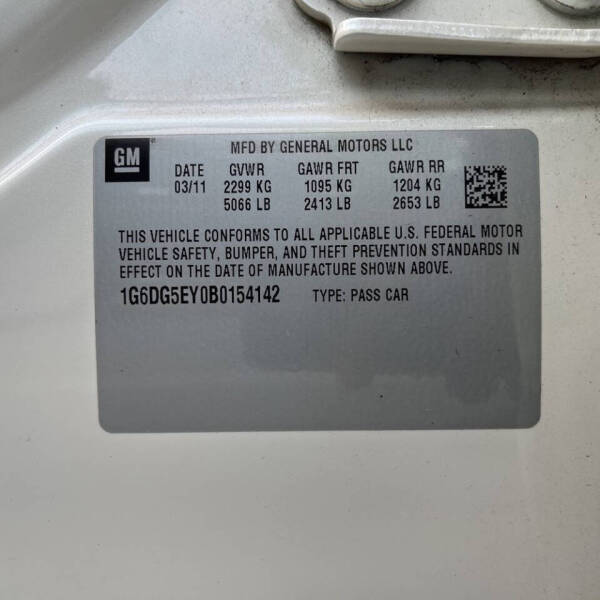 GM®
MFD BY GENERAL MOTORS LLC
DATE GVWR GAWR FRT GAWR RR
03/11 2299 KG 1095 KG 1204 KG
5066 LB 2413 LB 2653 LB
THIS VEHICLE CONFORMS TO ALL APPLICABLE U.S. FEDERAL MOTOR
VEHICLE SAFETY, BUMPER, AND THEFT PREVENTION STANDARDS IN
EFFECT ON THE DATE OF MANUFACTURE SHOWN ABOVE.
1G6DG5EY0B0154142 TYPE: PASS CAR